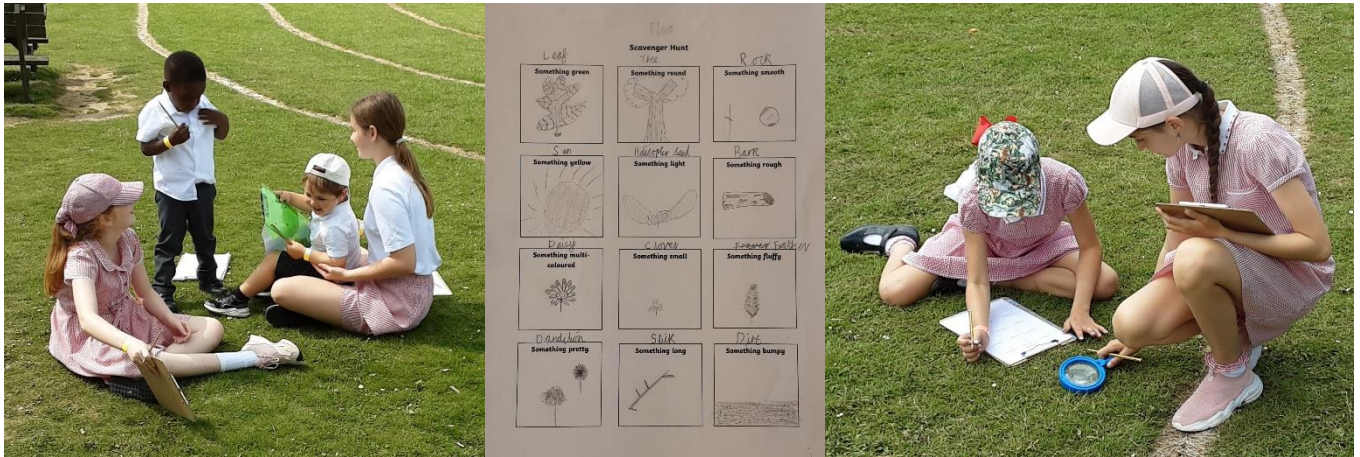 Scavenger Hunt
Leaf Tree Rock
Something green Something round Something smooth
Sun Helicopter Seed Bark
Something yellow Something light Something rough
Daisy Clover Feather
Something multi- Something small Something fluffy
coloured
Dandilion Stik Dirt
Something pretty Something long Something bumpy